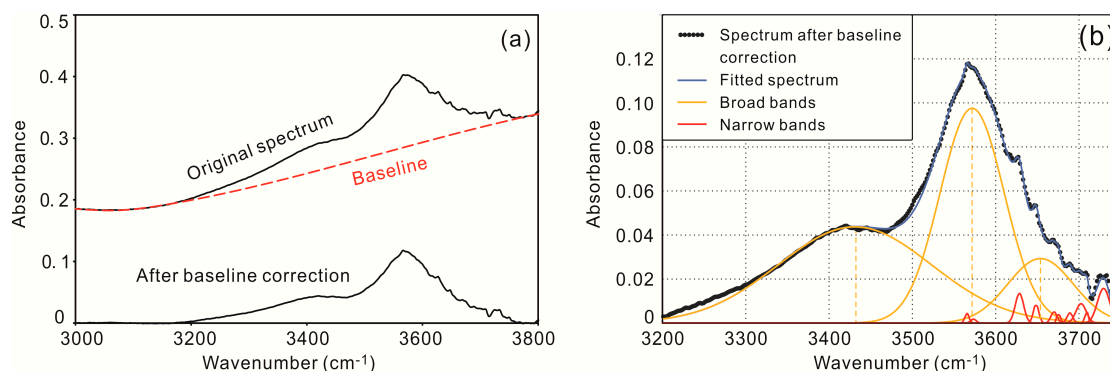 (a)
0.5
0.4
0.3
0.2
0.1
0
Absorbance
Original spectrum
Baseline
After baseline correction
3000
3200
3400
3600
3800
Wavenumber (cm⁻¹)
(b)
Spectrum after baseline
correction
Fitted spectrum
Broad bands
Narrow bands
0.12
0.10
0.08
0.06
0.04
0.02
0
Absorbance
3200
3300
3400
3500
3600
3700
Wavenumber (cm⁻¹)